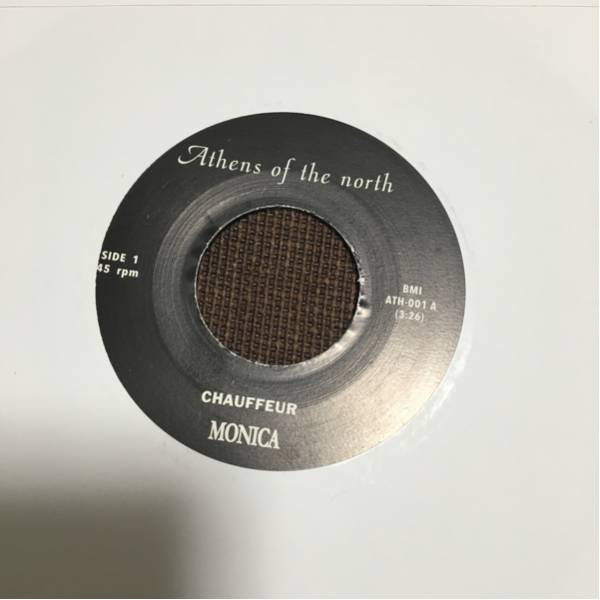 Athens of the north
SIDE 1
45 rpm
BMI
ATH-001 A
(3:26)
CHAUFFEUR
MONICA